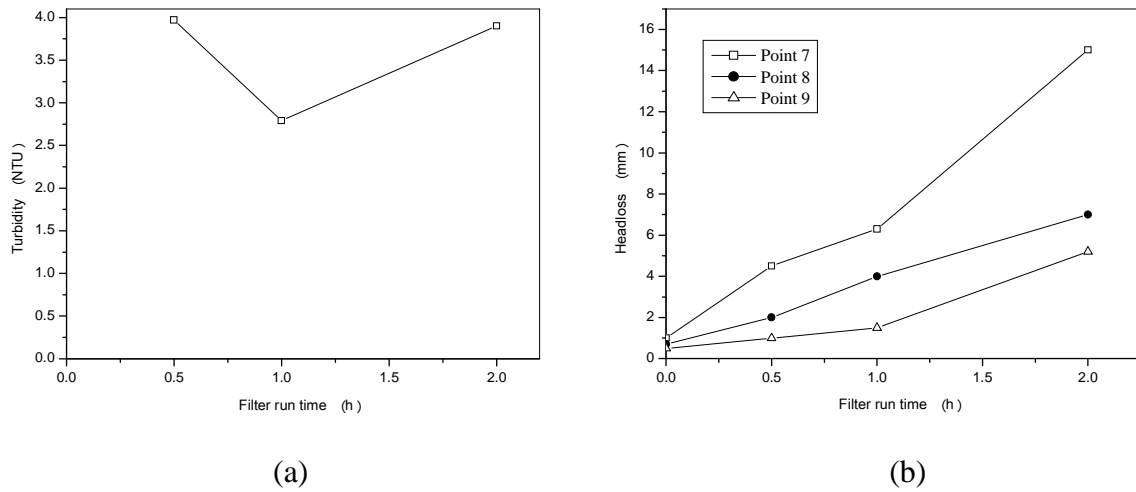 4.0
3.5
3.0
2.5
2.0
1.5
1.0
0.5
0.0
Turbidity (NTU)
0.0 0.5 1.0 1.5 2.0
Filter run time (h)
(a)
16
14
12
10
8
6
4
2
0
Headloss (mm)
Point 7
Point 8
Point 9
0.0 0.5 1.0 1.5 2.0
Filter run time (h)
(b)